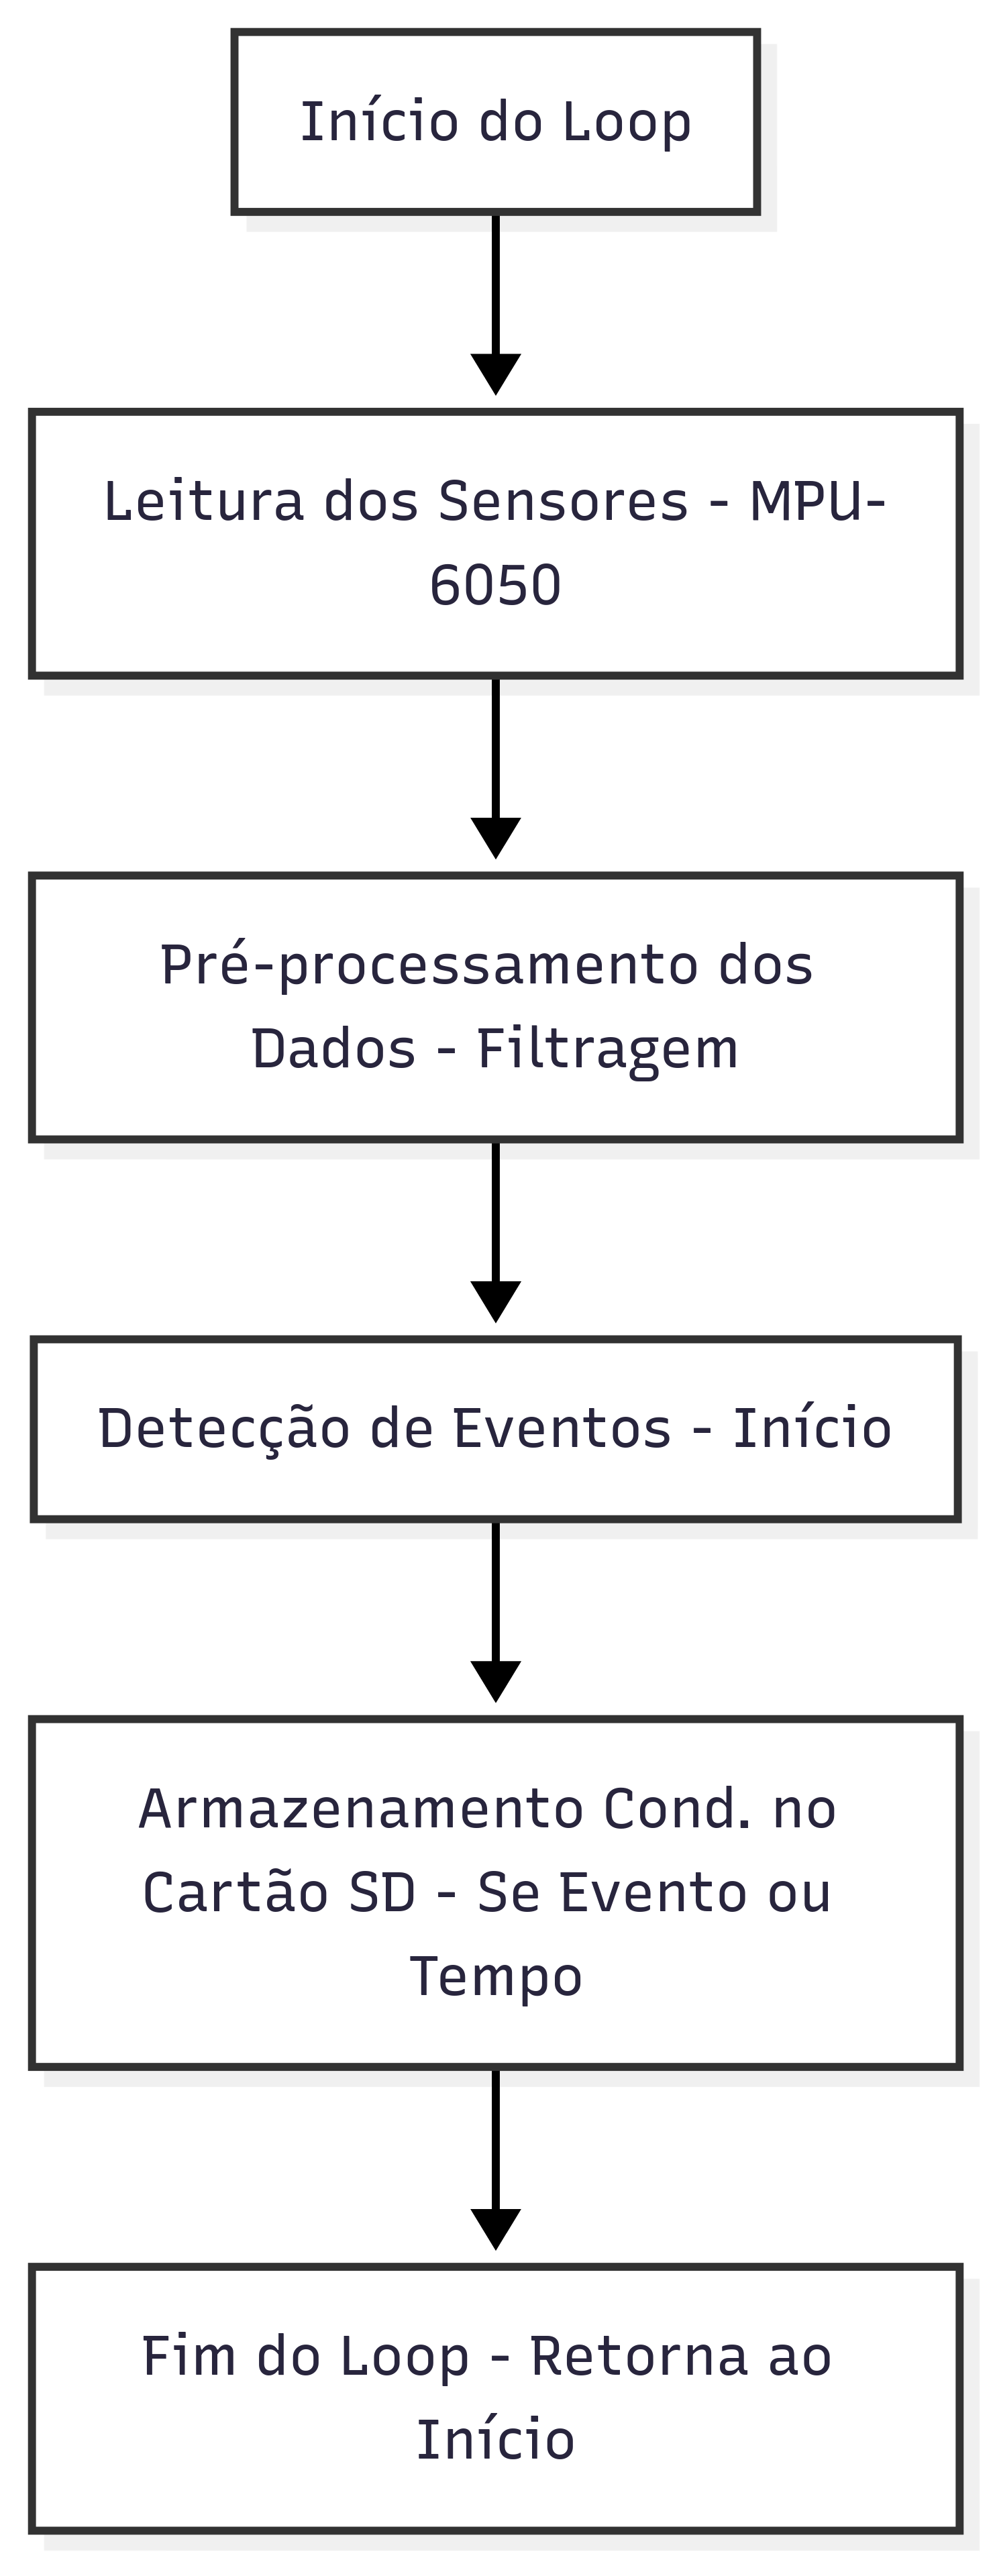 Início do Loop
Leitura dos Sensores - MPU-
6050
Pré-processamento dos
Dados - Filtragem
Detecção de Eventos - Início
Armazenamento Cond. no
Cartão SD - Se Evento ou
Tempo
Fim do Loop - Retorna ao
Início